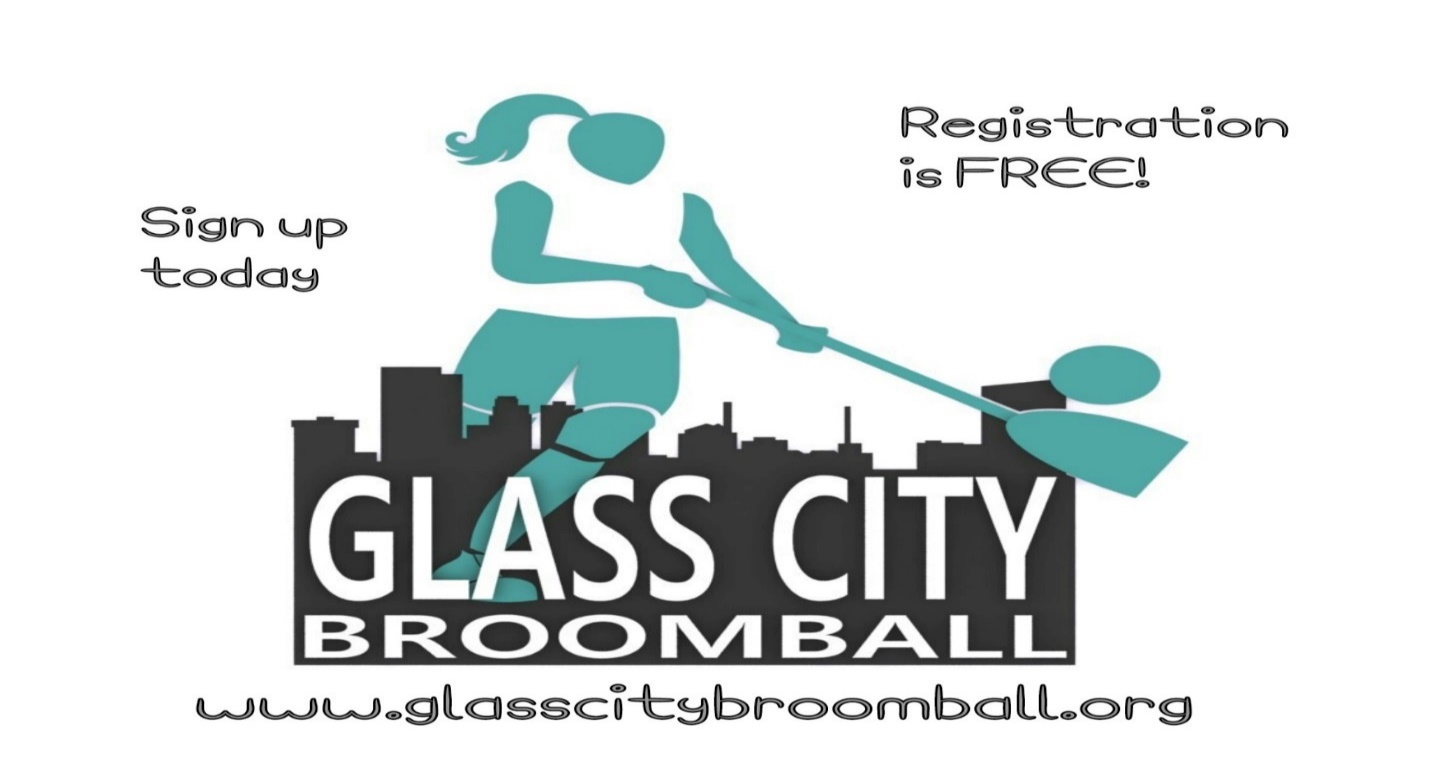 Registration
is FREE!
Sign up
today
GLASS CITY
BROOMBALL
www.glasscitybroomball.org